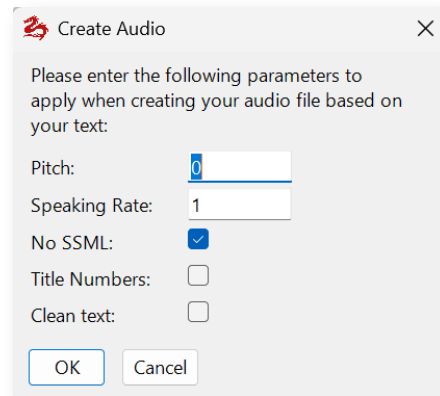 Create Audio
Please enter the following parameters to
apply when creating your audio file based on
your text:
Pitch: 0
Speaking Rate: 1
No SSML:
Title Numbers:
Clean text:
OK Cancel